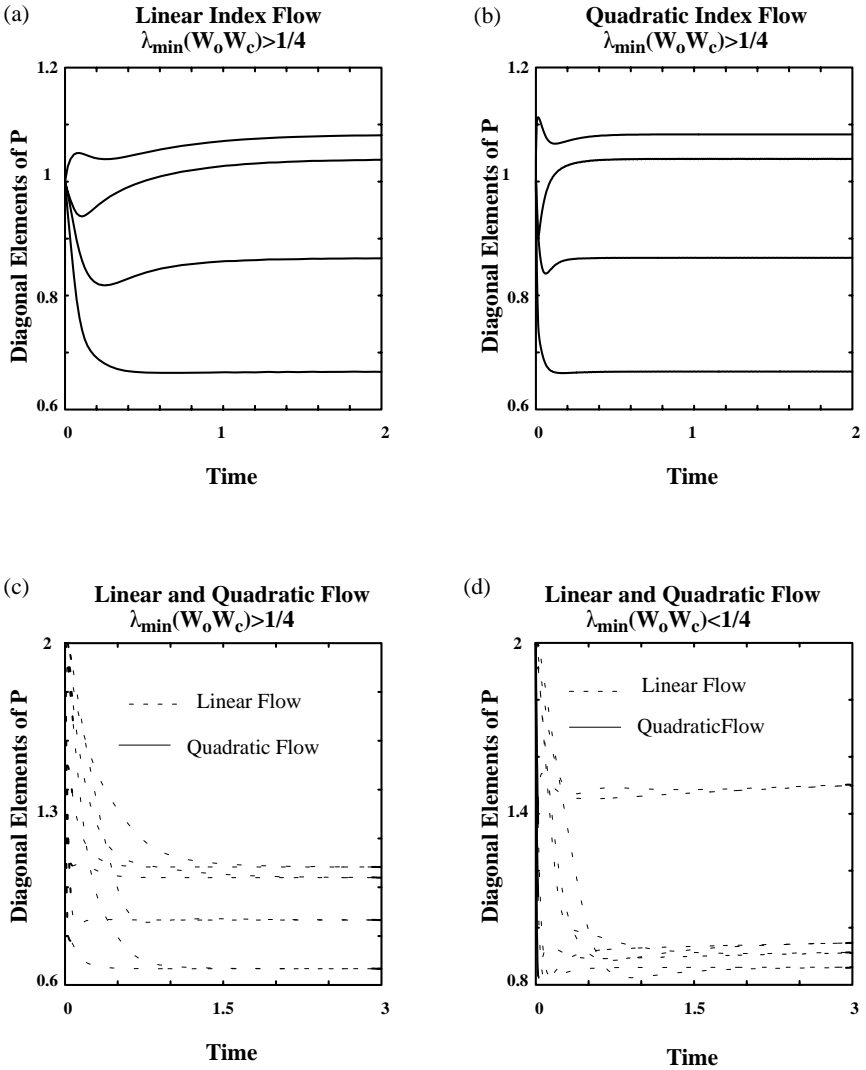 (a)
Linear Index Flow
λmin(WoWc)>1/4
Diagonal Elements of P
1.2
1
0.8
0.6
0
1
2
Time
(b)
Quadratic Index Flow
λmin(WoWc)>1/4
Diagonal Elements of P
1.2
1
0.8
0.6
0
1
2
Time
(c)
Linear and Quadratic Flow
λmin(WoWc)>1/4
Diagonal Elements of P
2
1.3
0.6
Linear Flow
Quadratic Flow
0
1.5
3
Time
(d)
Linear and Quadratic Flow
λmin(WoWc)<1/4
Diagonal Elements of P
2
1.4
0.8
Linear Flow
QuadraticFlow
0
1.5
3
Time